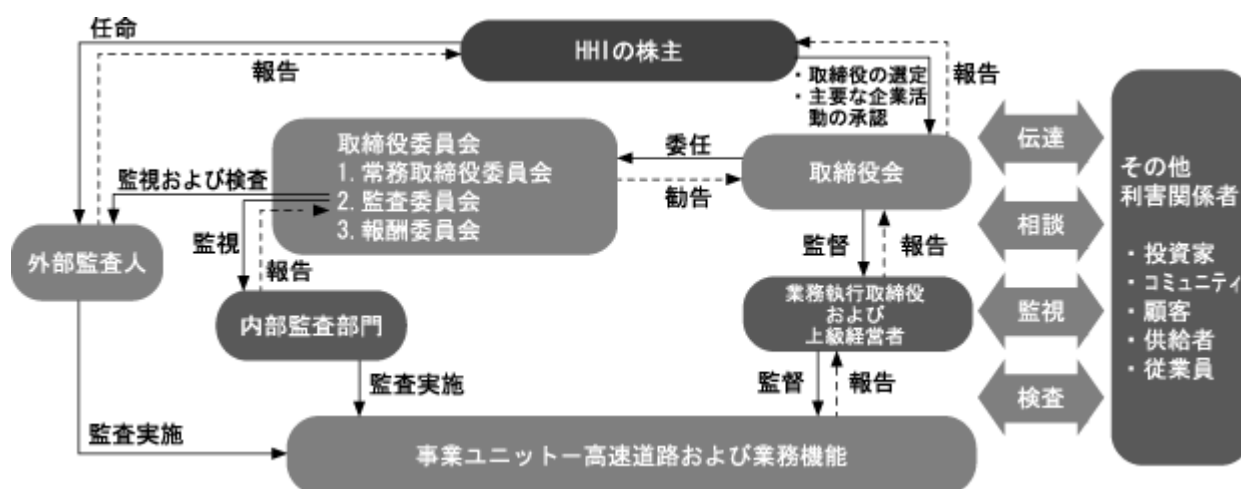 任命
HHIの株主
報告
・取締役の選定
・主要な企業活
動の承認
報告
取締役委員会
1. 常務取締役委員会
2. 監査委員会
3. 報酬委員会
委任
勧告
取締役会
伝達
その他
利害関係者
・投資家
・コミュニティ
・顧客
・供給者
・従業員
監視および検査
相談
外部監査人
監視
報告
監督
報告
内部監査部門
業務執行取締役
および
上級経営者
監視
監査実施
監督
報告
検査
監査実施
事業ユニットー高速道路および業務機能